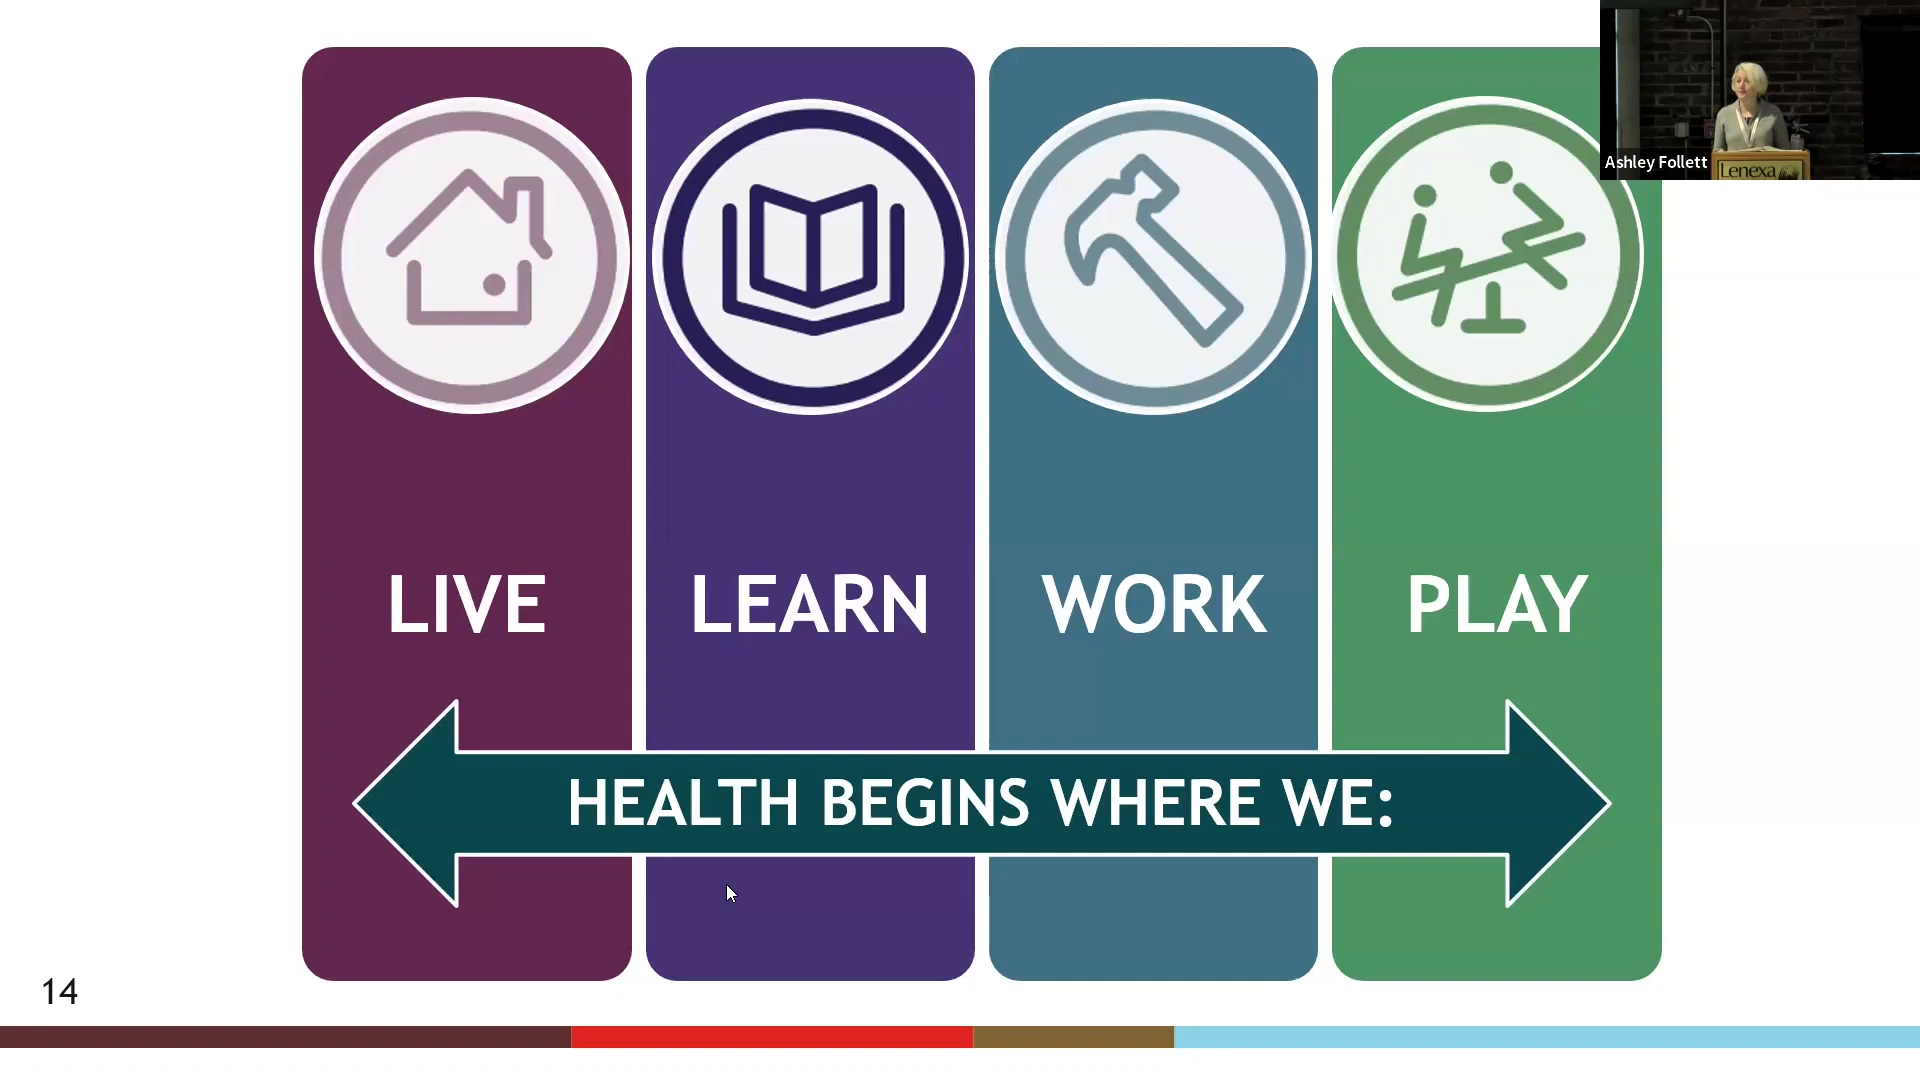 Ashley Follett
Lenexa
LIVE
LEARN
WORK
PLAY
HEALTH BEGINS WHERE WE:
14